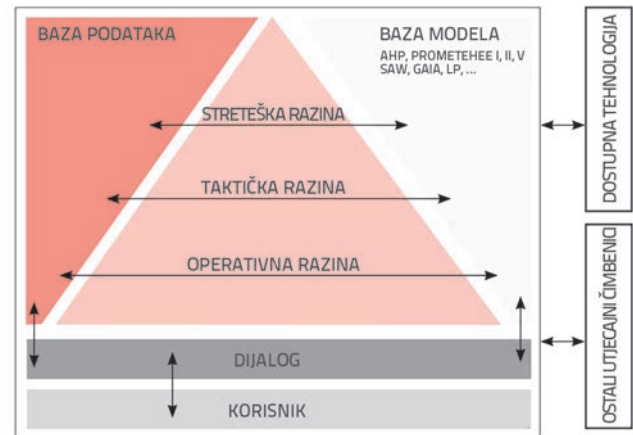 BAZA PODATAKA
BAZA MODELA
AHP, PROMETEHEE I, II, V
SAW, GAIA, LP, ...
STRETEŠKA RAZINA
TAKTIČKA RAZINA
OPERATIVNA RAZINA
DIJALOG
KORISNIK
DOSTUPNA TEHNOLOGIJA
OSTALI UTJECAJNI ČIMBENICI